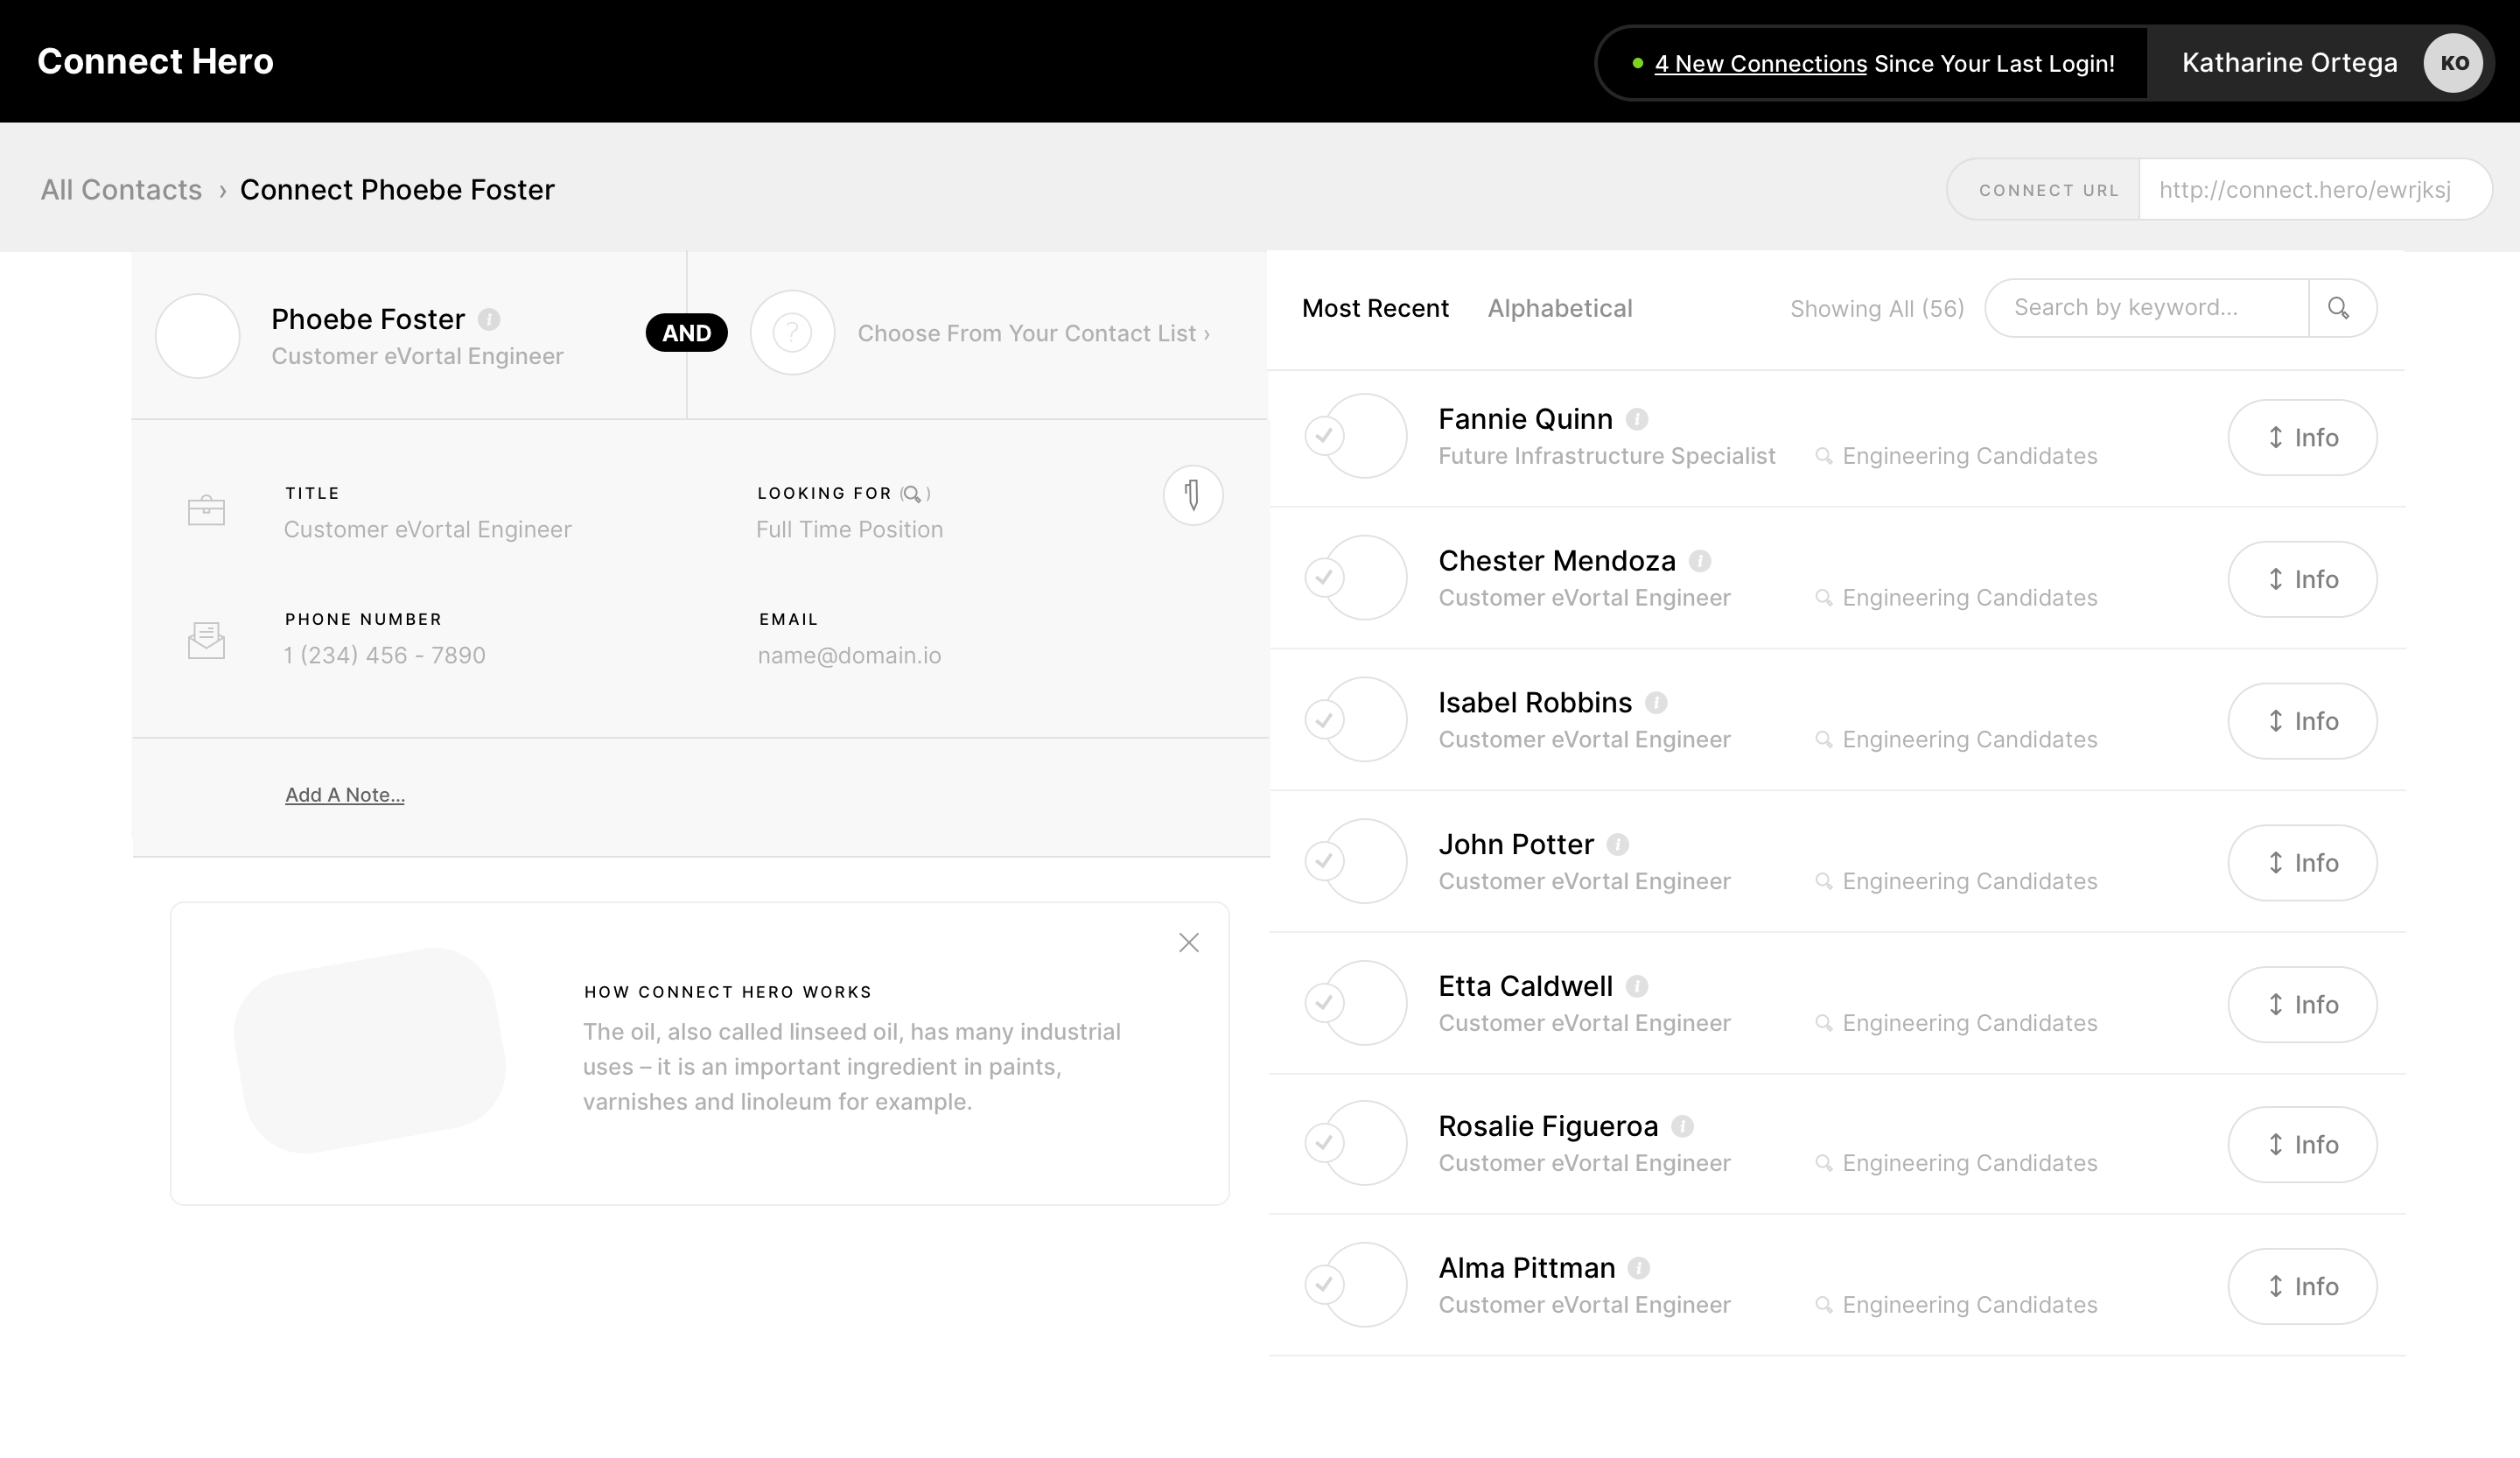 Connect Hero
4 New Connections Since Your Last Login!
Katharine Ortega
KO
All Contacts › Connect Phoebe Foster
CONNECT URL
http://connect.hero/ewrjksj
Phoebe Foster i
Customer eVortal Engineer
AND
?
Choose From Your Contact List ›
TITLE
Customer eVortal Engineer
LOOKING FOR ( )
Full Time Position
PHONE NUMBER
1 (234) 456 - 7890
EMAIL
name@domain.io
Add A Note...
HOW CONNECT HERO WORKS
The oil, also called linseed oil, has many industrial
uses – it is an important ingredient in paints,
varnishes and linoleum for example.
Most Recent
Alphabetical
Showing All (56)
Search by keyword...
Fannie Quinn i
Future Infrastructure Specialist
Engineering Candidates
Info
Chester Mendoza i
Customer eVortal Engineer
Engineering Candidates
Info
Isabel Robbins i
Customer eVortal Engineer
Engineering Candidates
Info
John Potter i
Customer eVortal Engineer
Engineering Candidates
Info
Etta Caldwell i
Customer eVortal Engineer
Engineering Candidates
Info
Rosalie Figueroa i
Customer eVortal Engineer
Engineering Candidates
Info
Alma Pittman i
Customer eVortal Engineer
Engineering Candidates
Info